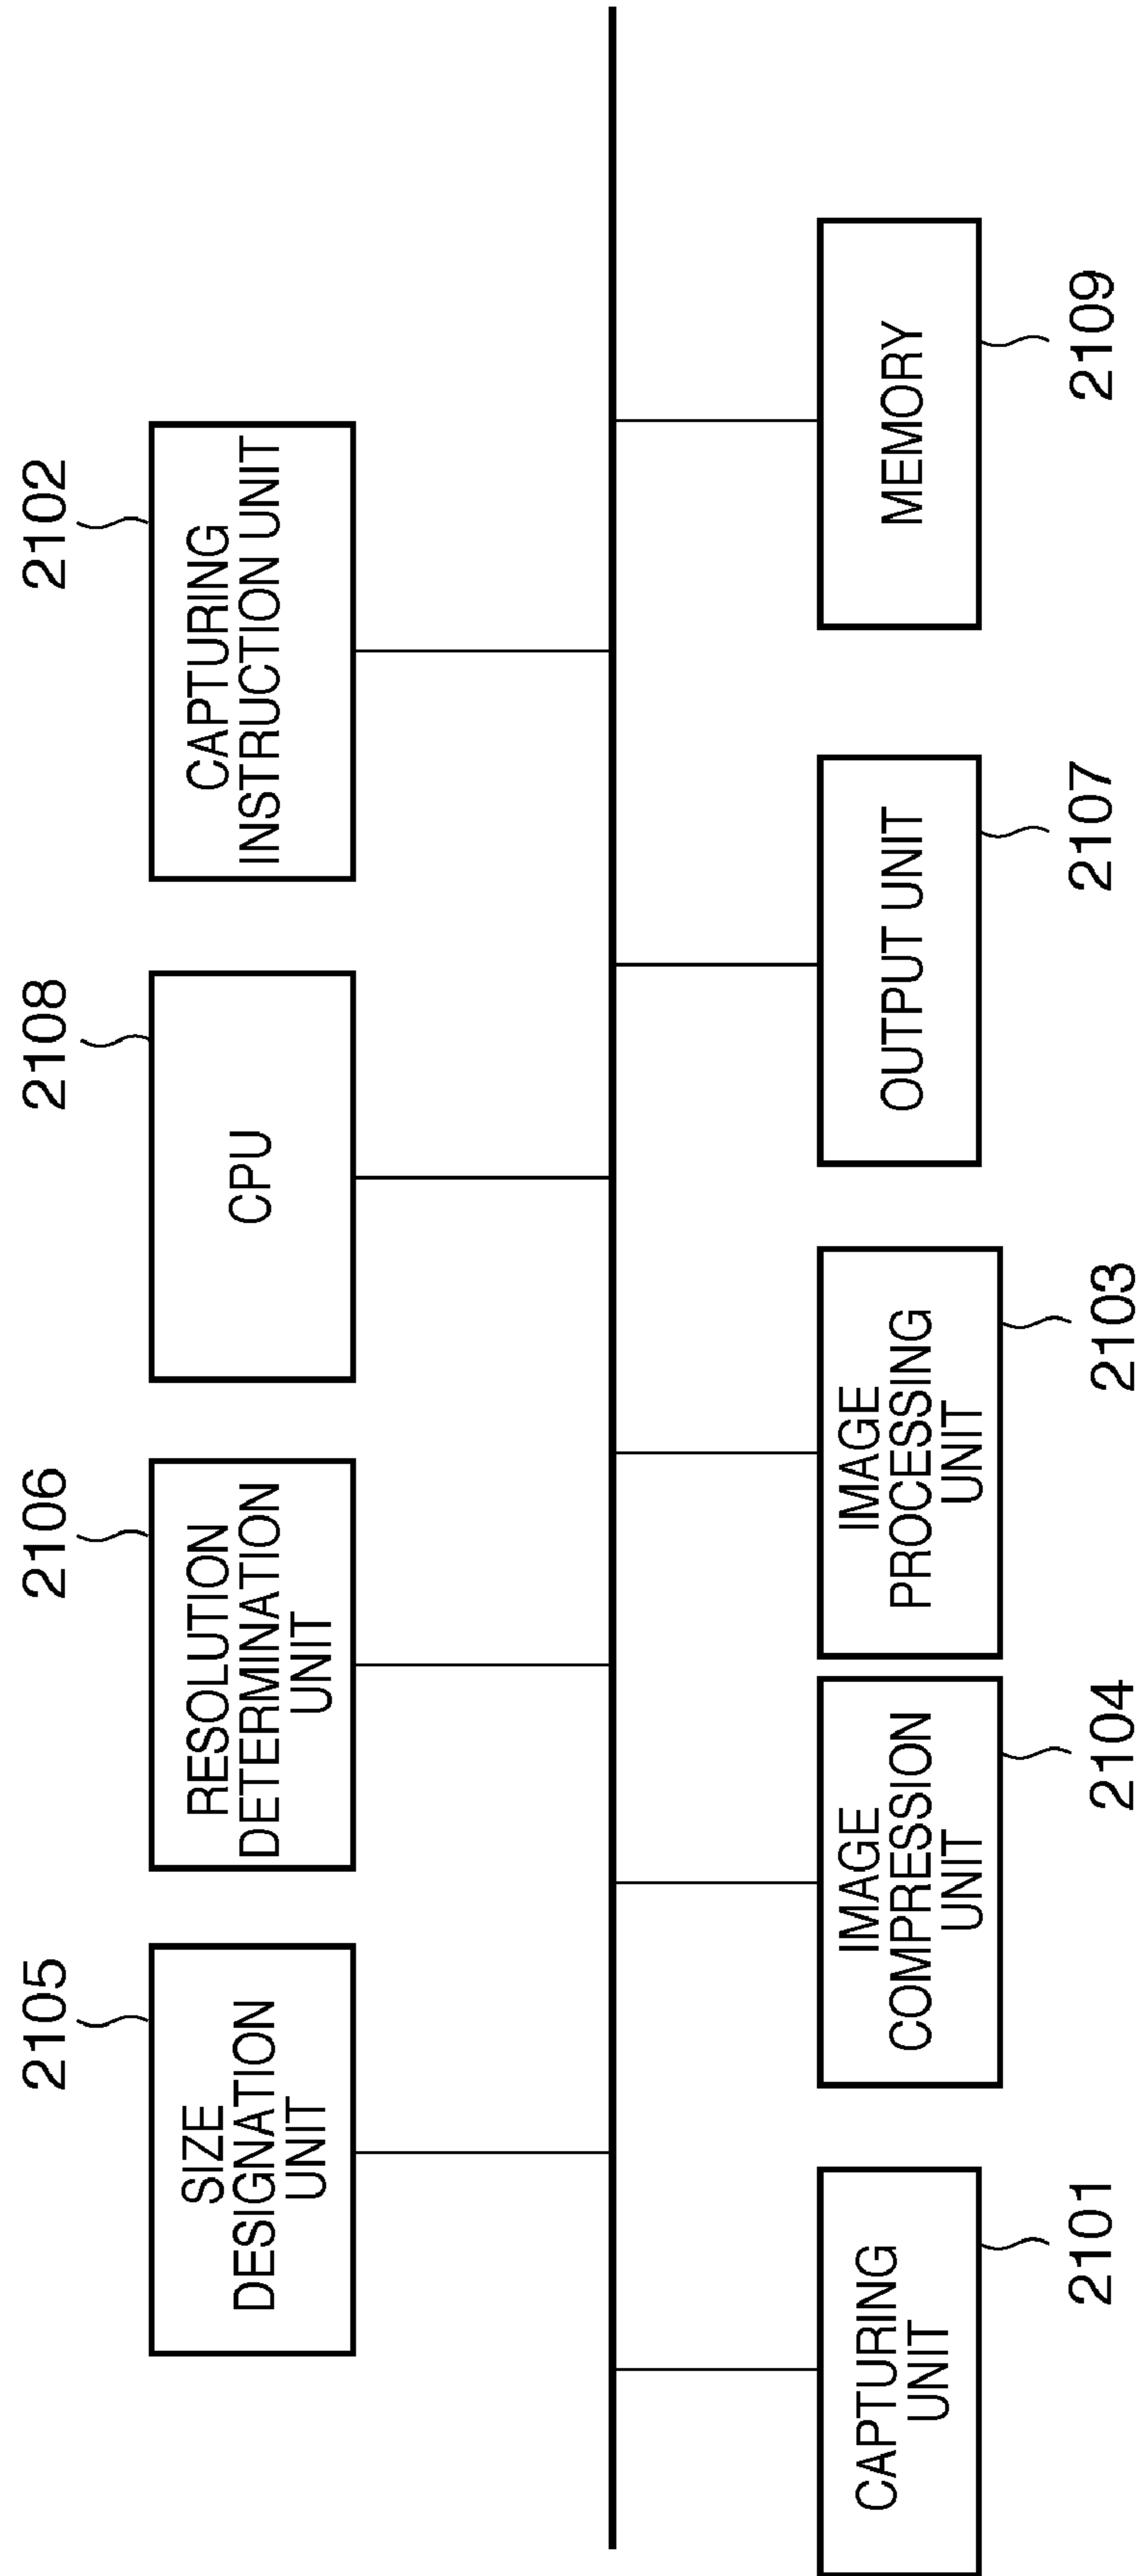 2105
SIZE
DESIGNATION
UNIT
2106
RESOLUTION
DETERMINATION
UNIT
2108
CPU
2102
CAPTURING
INSTRUCTION UNIT
CAPTURING
UNIT
2101
IMAGE
COMPRESSION
UNIT
2104
IMAGE
PROCESSING
UNIT
2103
OUTPUT UNIT
2107
MEMORY
2109